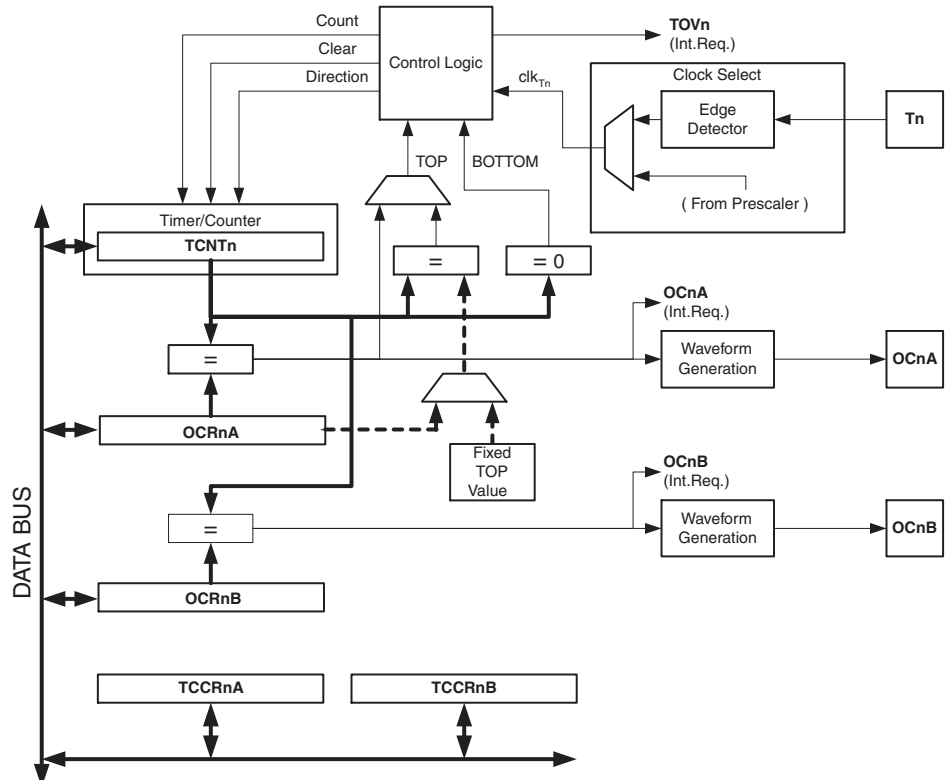 Count
Clear
Direction
Control Logic
TOVn
(Int.Req.)
clkTn
Clock Select
Edge
Detector
Tn
( From Prescaler )
TOP
BOTTOM
Timer/Counter
TCNTn
=
= 0
OCnA
(Int.Req.)
=
Waveform
Generation
OCnA
OCRnA
Fixed
TOP
Value
OCnB
(Int.Req.)
=
Waveform
Generation
OCnB
OCRnB
DATA BUS
TCCRnA
TCCRnB